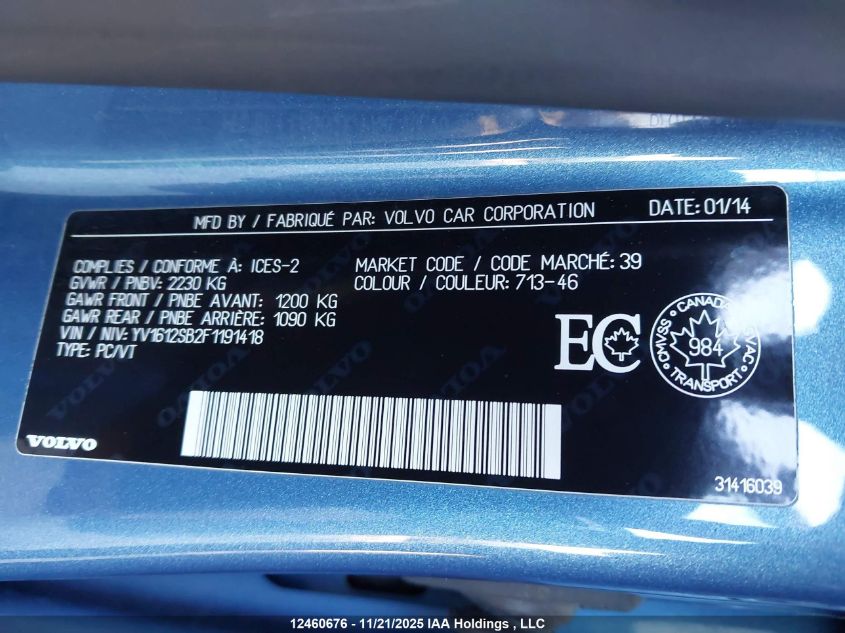 MFD BY / FABRIQUÉ PAR: VOLVO CAR CORPORATION DATE: 01/14
COMPLIES / CONFORME À: ICES-2 MARKET CODE / CODE MARCHÉ: 39
GVWR / PNBV: 2230 KG COLOUR / COULEUR: 713-46
GAWR FRONT / PNBE AVANT: 1200 KG
GAWR REAR / PNBE ARRIÈRE: 1090 KG
VIN / NIV: YV1612SB2F1191418
TYPE: PC/VT
EC
CANADA
CMVSS 984 NSVAC
TRANSPORT
VOLVO
31416039
12460676 - 11/21/2025 IAA Holdings , LLC